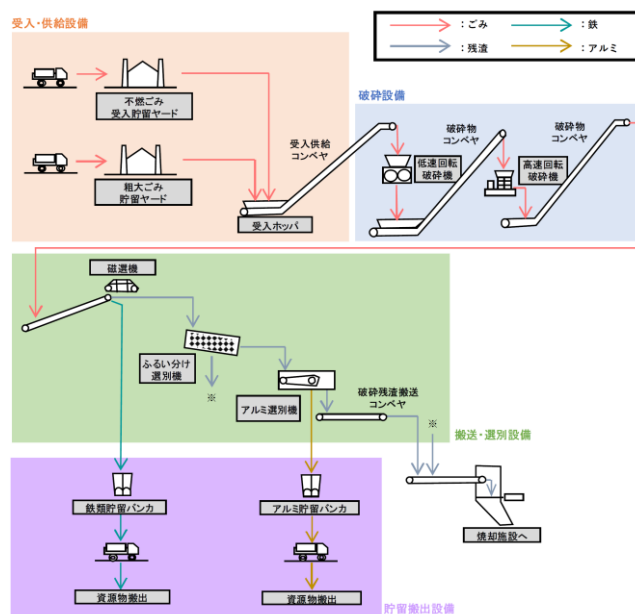 受入・供給設備
：ごみ
：鉄
：残渣
：アルミ
破砕設備
不燃ごみ
受入貯留ヤード
粗大ごみ
貯留ヤード
受入供給
コンベヤ
受入ホッパ
低速回転
破砕機
破砕物
コンベヤ
高速回転
破砕機
破砕物
コンベヤ
磁選機
ふるい分け
選別機
※
アルミ選別機
破砕残渣搬送
コンベヤ
※
搬送・選別設備
鉄類貯留バンカ
アルミ貯留バンカ
焼却施設へ
資源物搬出
資源物搬出
貯留搬出設備